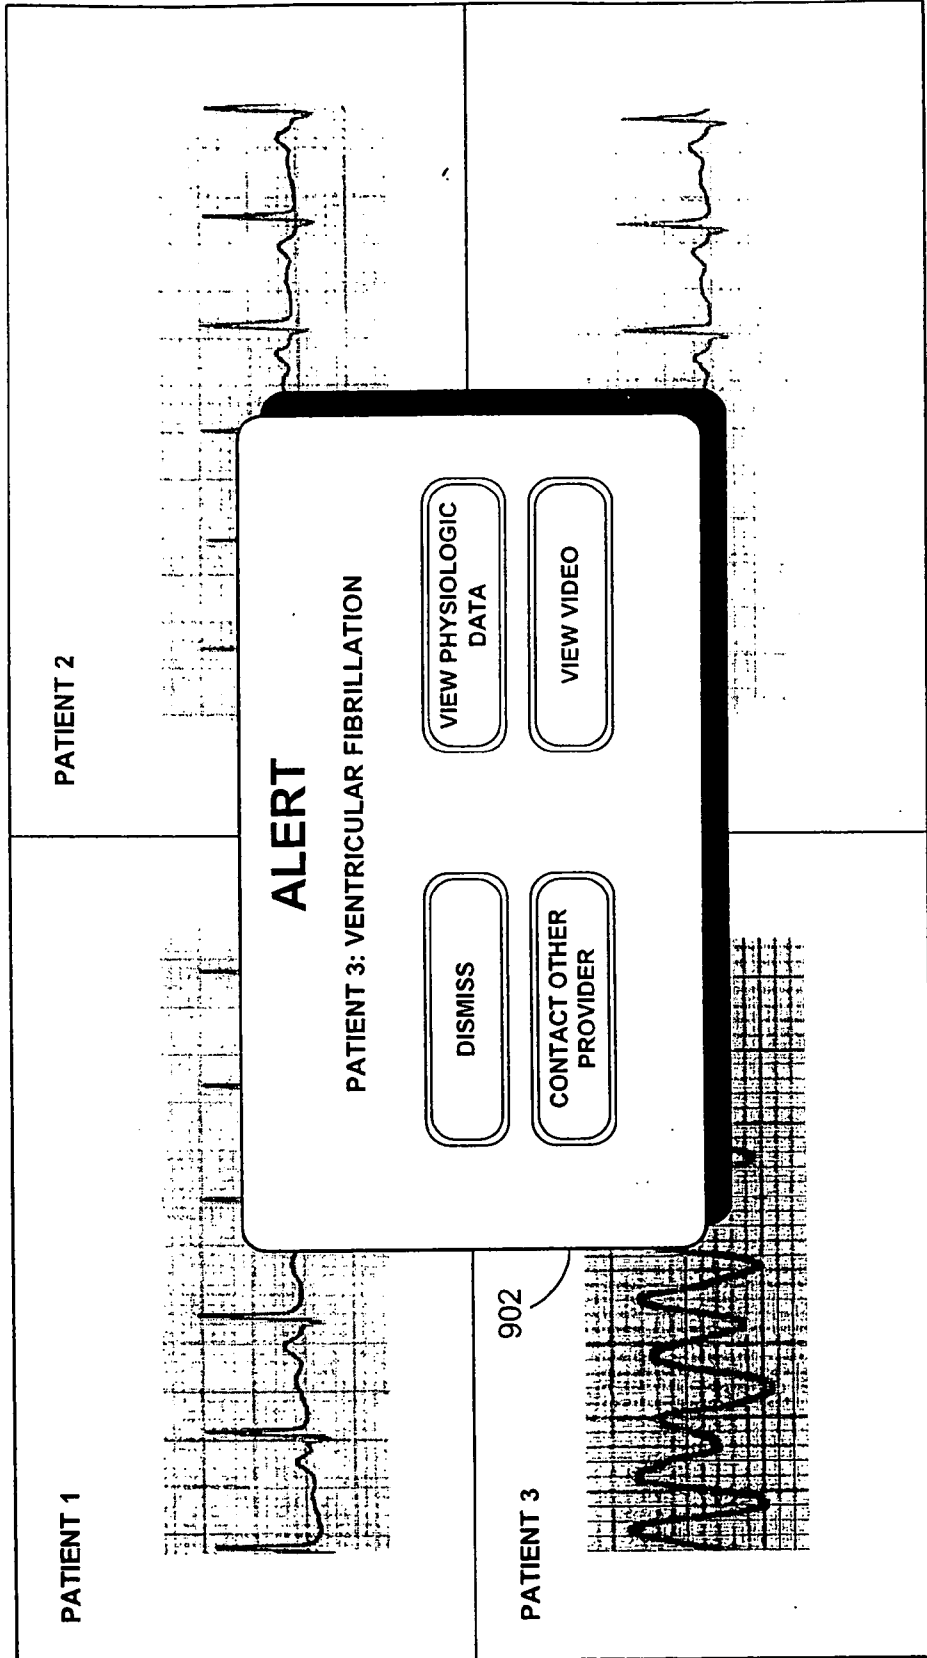 PATIENT 1
PATIENT 2
ALERT
PATIENT 3: VENTRICULAR FIBRILLATION
DISMISS
VIEW PHYSIOLOGIC
DATA
CONTACT OTHER
PROVIDER
VIEW VIDEO
902
PATIENT 3